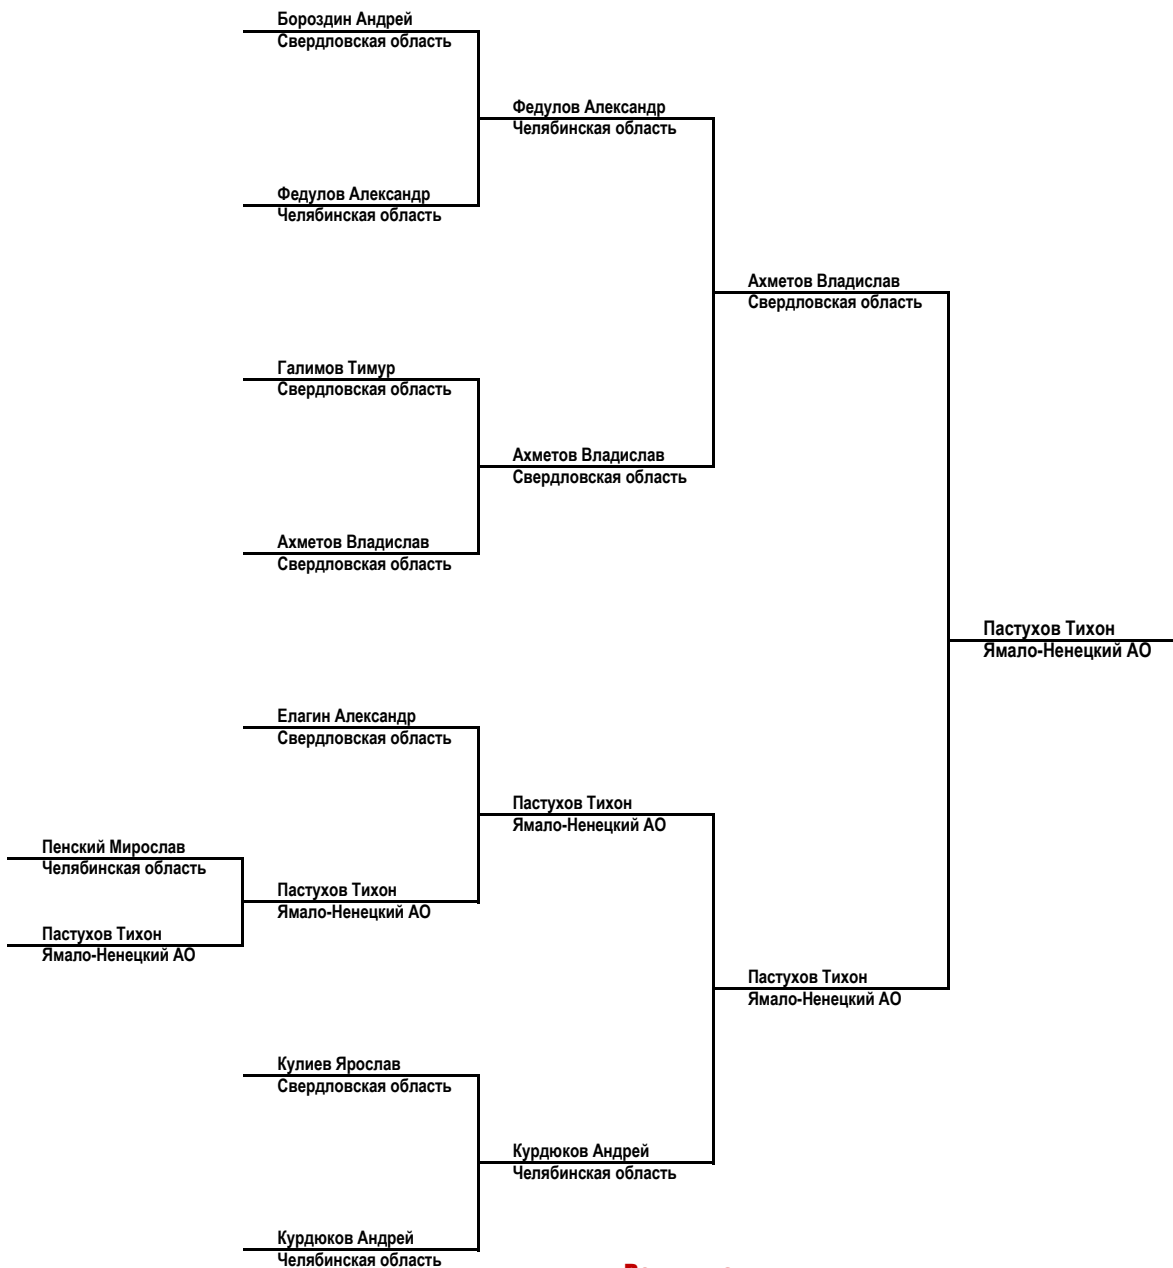 Бороздин Андрей
Свердловская область
Федулов Александр
Челябинская область
Федулов Александр
Челябинская область
Ахметов Владислав
Свердловская область
Галимов Тимур
Свердловская область
Ахметов Владислав
Свердловская область
Ахметов Владислав
Свердловская область
Пастухов Тихон
Ямало-Ненецкий АО
Елагин Александр
Свердловская область
Пастухов Тихон
Ямало-Ненецкий АО
Пенский Мирослав
Челябинская область
Пастухов Тихон
Ямало-Ненецкий АО
Пастухов Тихон
Ямало-Ненецкий АО
Пастухов Тихон
Ямало-Ненецкий АО
Кулиев Ярослав
Свердловская область
Курдюков Андрей
Челябинская область
Курдюков Андрей
Челябинская область